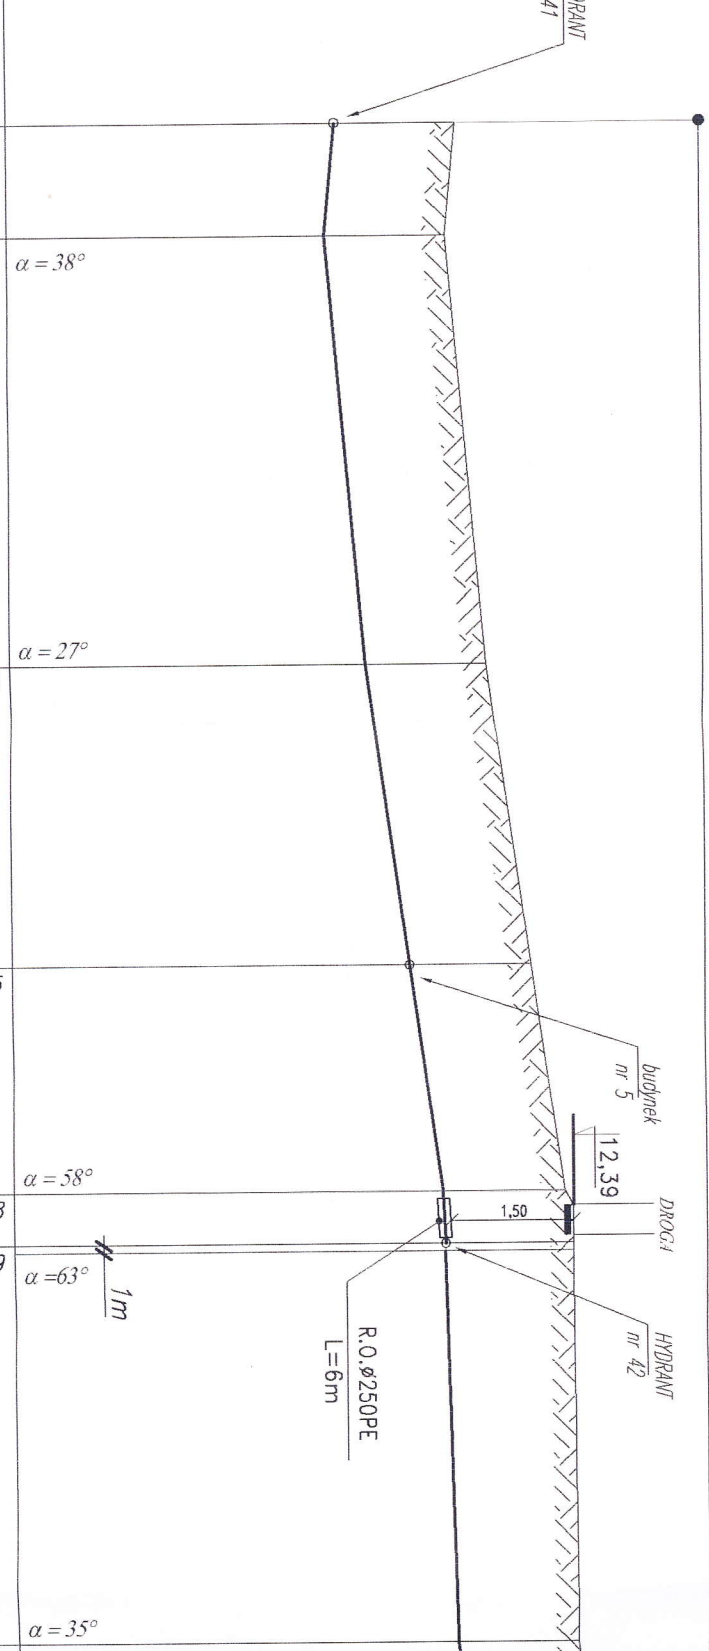 41
α = 38°
α = 27°
budynek
nr 5
12,39
DROGA
1,50
α = 58°
α =63°
1m
HYDRANT
nr 42
R.O.ø250PE
L=6m
α = 35°